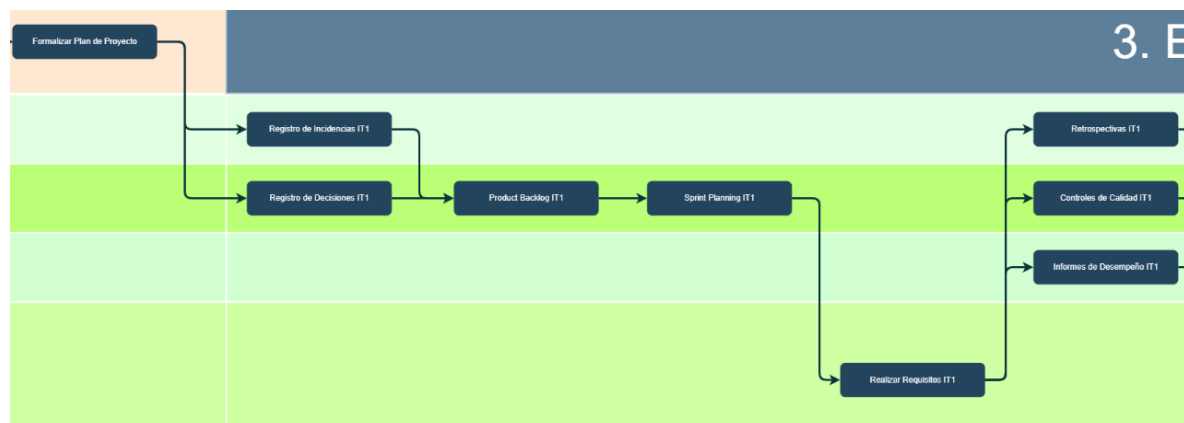 Formalizar Plan de Proyecto
3. E
Registro de Incidencias IT1
Retrospectivas IT1
Registro de Decisiones IT1
Product Backlog IT1
Sprint Planning IT1
Controles de Calidad IT1
Informes de Desempeño IT1
Realizar Requisitos IT1